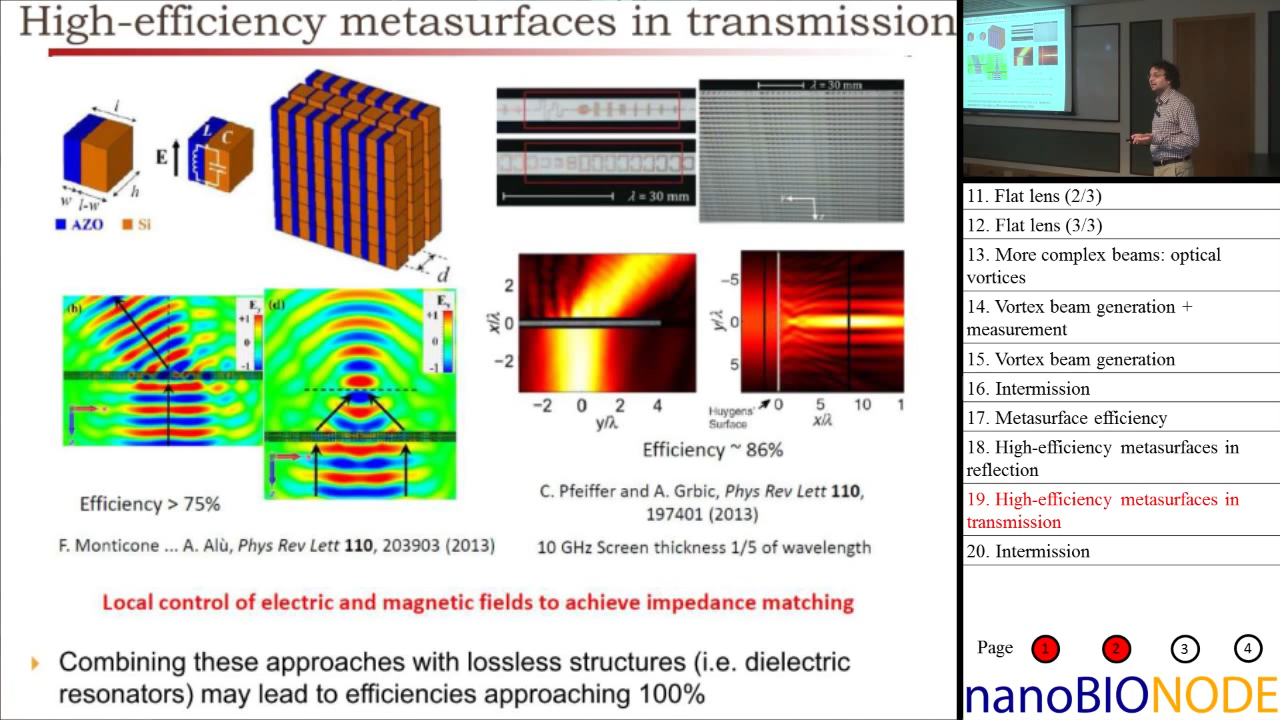 High-efficiency metasurfaces in transmission
l
L
C
E
h
w
l-w
AZO
Si
d
λ = 30 mm
λ = 30 mm
(b)
E
+1
0
-1
(d)
E
+1
0
-1
x/λ
2
0
−2
−2 0 2 4
y/λ
y/λ
−5
0
5
0 5 10 1
x/λ
Huygens'
Surface
Efficiency > 75%
Efficiency ~ 86%
F. Monticone ... A. Alù, Phys Rev Lett 110, 203903 (2013)
C. Pfeiffer and A. Grbic, Phys Rev Lett 110,
197401 (2013)
10 GHz Screen thickness 1/5 of wavelength
Local control of electric and magnetic fields to achieve impedance matching
Combining these approaches with lossless structures (i.e. dielectric
resonators) may lead to efficiencies approaching 100%
11. Flat lens (2/3)
12. Flat lens (3/3)
13. More complex beams: optical
vortices
14. Vortex beam generation +
measurement
15. Vortex beam generation
16. Intermission
17. Metasurface efficiency
18. High-efficiency metasurfaces in
reflection
19. High-efficiency metasurfaces in
transmission
20. Intermission
Page 1 2 3 4
nanoBIONODE